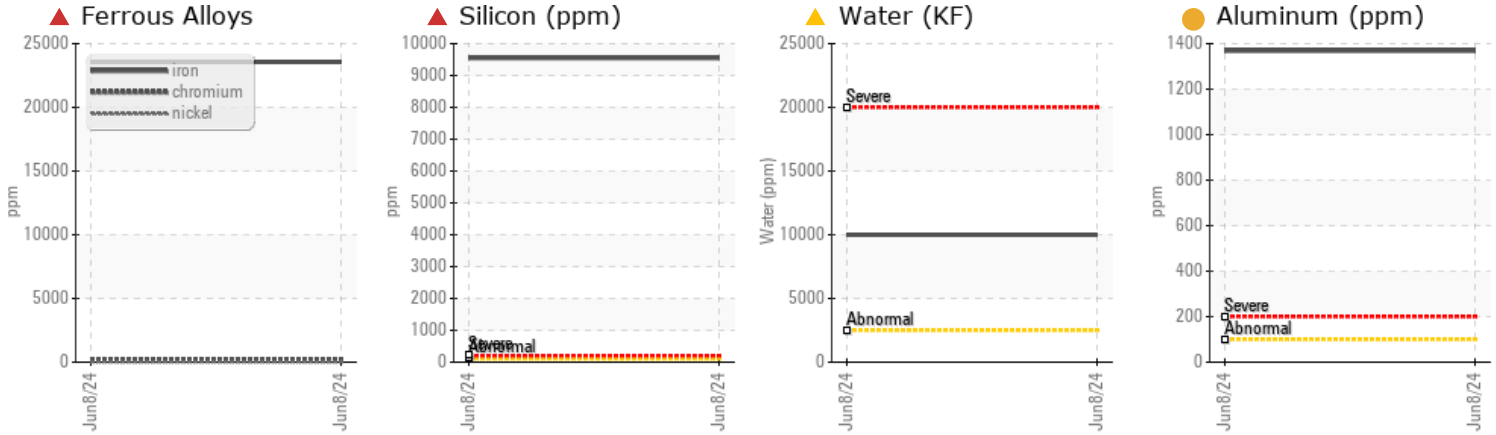 Ferrous Alloys
25000
20000
15000
10000
5000
0
ppm
iron
chromium
nickel
Jun8/24
Jun8/24
Silicon (ppm)
10000
9000
8000
7000
6000
5000
4000
3000
2000
1000
0
ppm
Severe
Abnormal
Jun8/24
Jun8/24
Water (KF)
25000
20000
15000
10000
5000
0
Water (ppm)
Severe
Abnormal
Jun8/24
Jun8/24
Aluminum (ppm)
1400
1200
1000
800
600
400
200
0
ppm
Severe
Abnormal
Jun8/24
Jun8/24